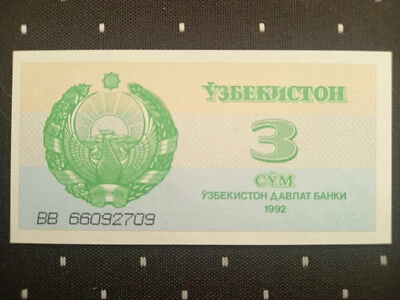 ЎЗБЕКИСТОН
3
СЎМ
ЎЗБЕКИСТОН ДАВЛАТ БАНКИ
1992
ВВ 66092709